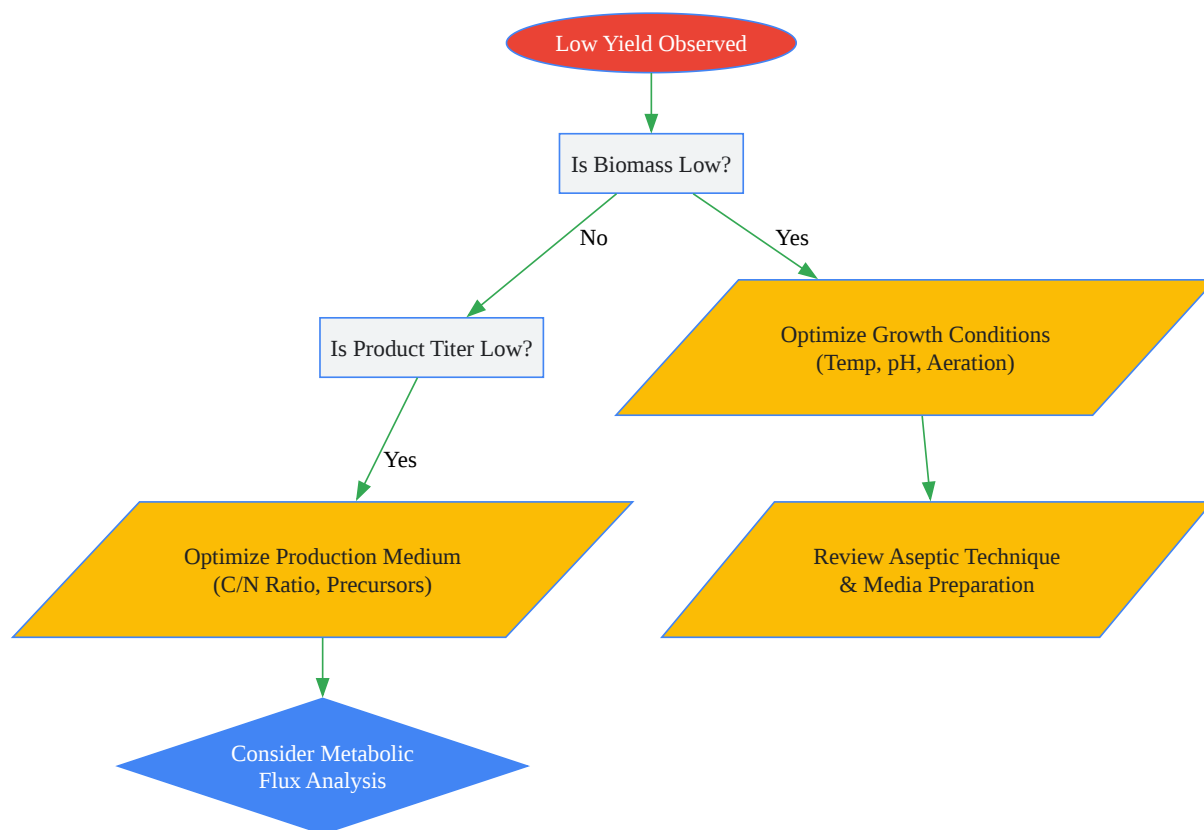 Low Yield Observed
Is Biomass Low?
No
Yes
Optimize Growth Conditions
(Temp, pH, Aeration)
Is Product Titer Low?
Yes
Optimize Production Medium
(C/N Ratio, Precursors)
Review Aseptic Technique
& Media Preparation
Consider Metabolic
Flux Analysis